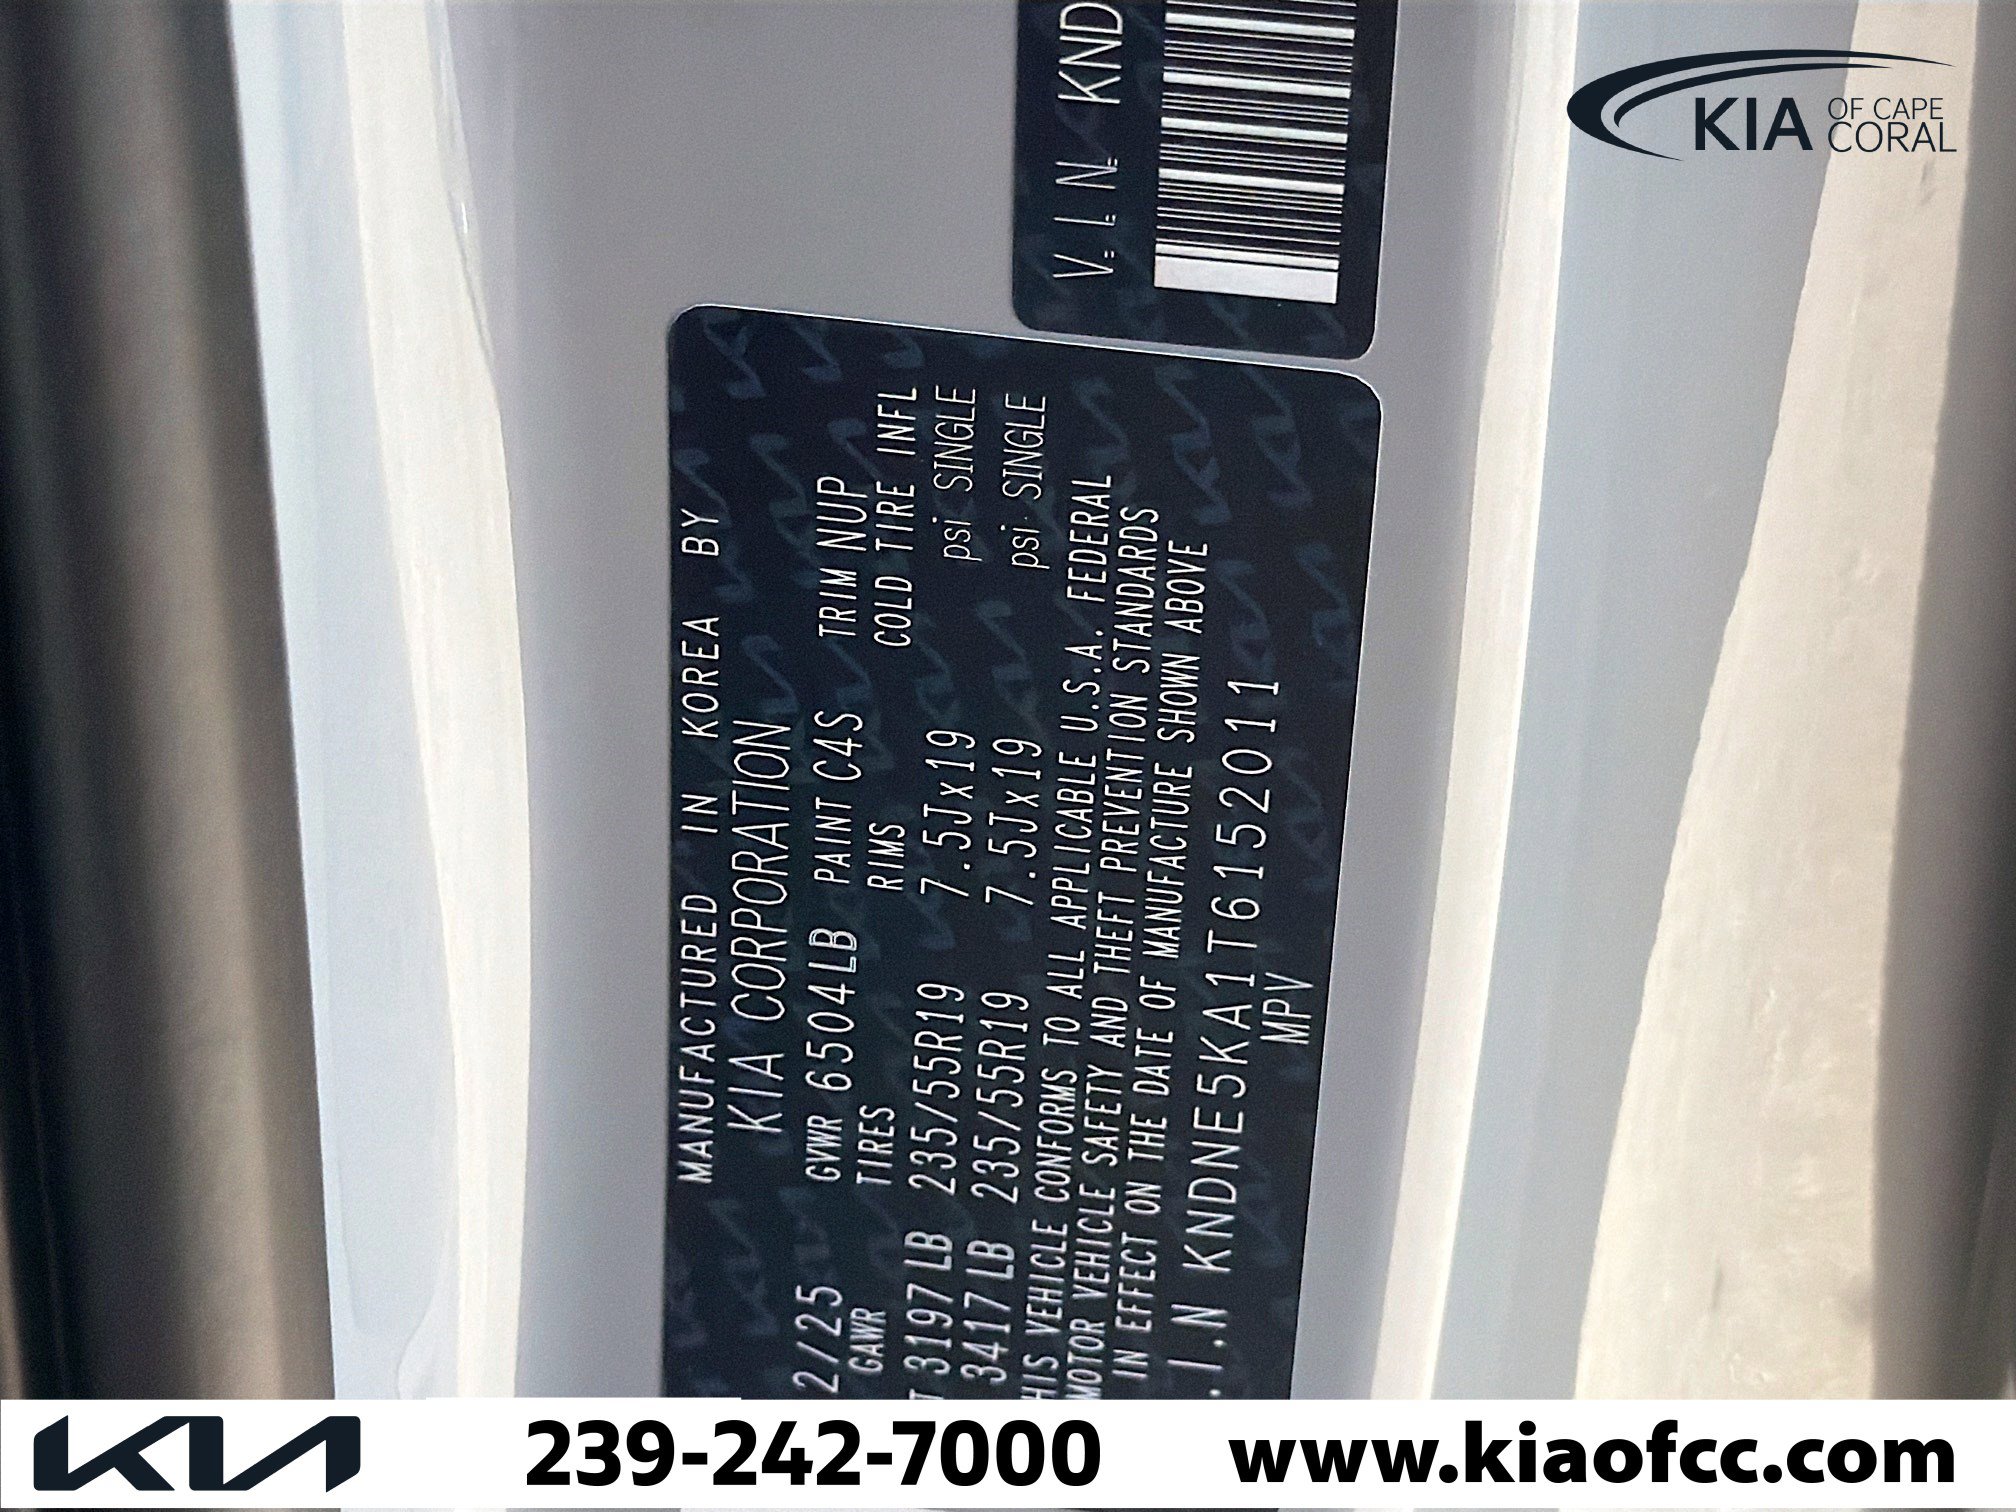 KIA OF CAPE CORAL
V.I.N: KND
MANUFACTURED IN KOREA BY
KIA CORPORATION
2/25 GVWR 6504LB PAINT C4S TRIM NUP
GAWR TIRES RIMS COLD TIRE INFL
3197LB 235/55R19 7.5Jx19 psi SINGLE
3417LB 235/55R19 7.5Jx19 psi SINGLE
HIS VEHICLE CONFORMS TO ALL APPLICABLE U.S.A. FEDERAL
MOTOR VEHICLE SAFETY AND THEFT PREVENTION STANDARDS
IN EFFECT ON THE DATE OF MANUFACTURE SHOWN ABOVE
.I.N KNDNE5KA1T6152011
MPV
KIA 239-242-7000 www.kiaofcc.com